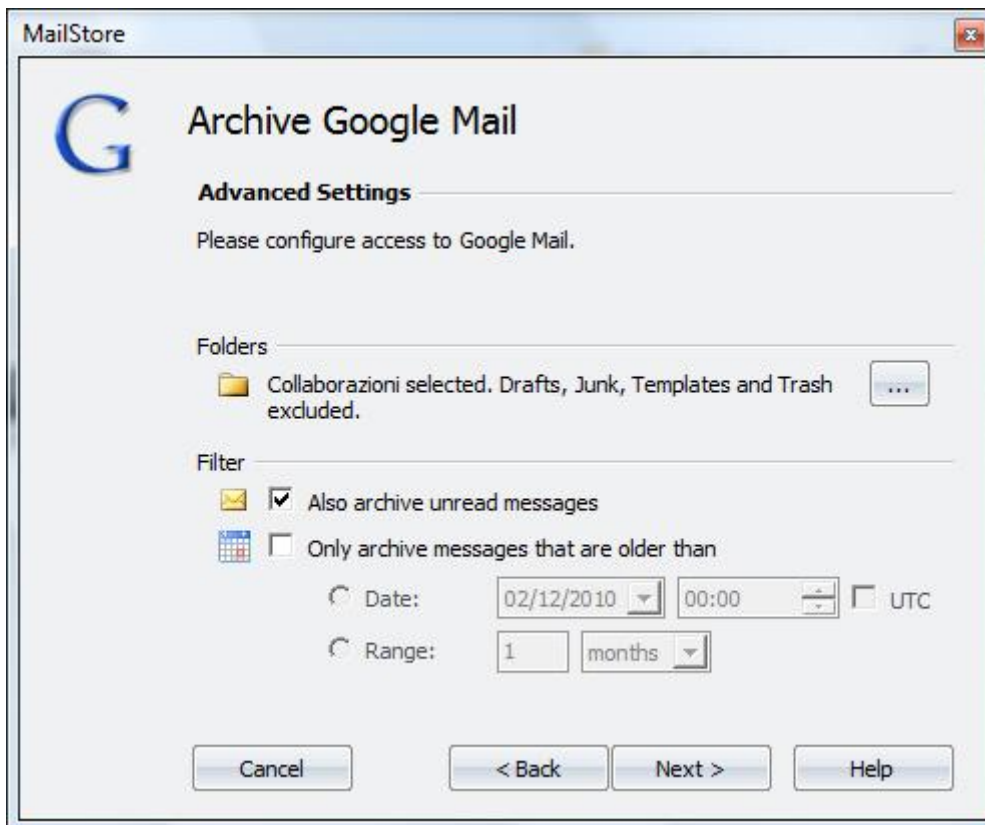 MailStore
G
Archive Google Mail
Advanced Settings
Please configure access to Google Mail.
Folders
Collaborazioni selected. Drafts, Junk, Templates and Trash
excluded.
...
Filter
Also archive unread messages
Only archive messages that are older than
Date: 02/12/2010 00:00 UTC
Range: 1 months
Cancel < Back Next > Help